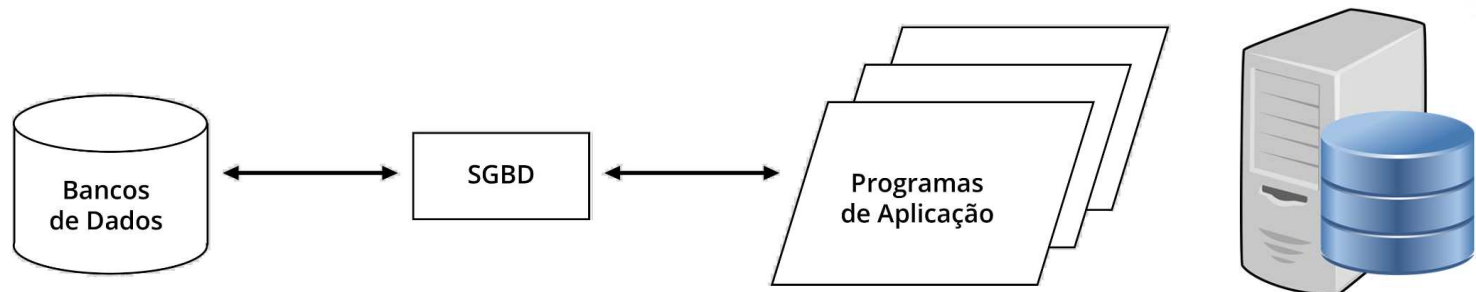 Bancos
de Dados
SGBD
Programas
de Aplicação